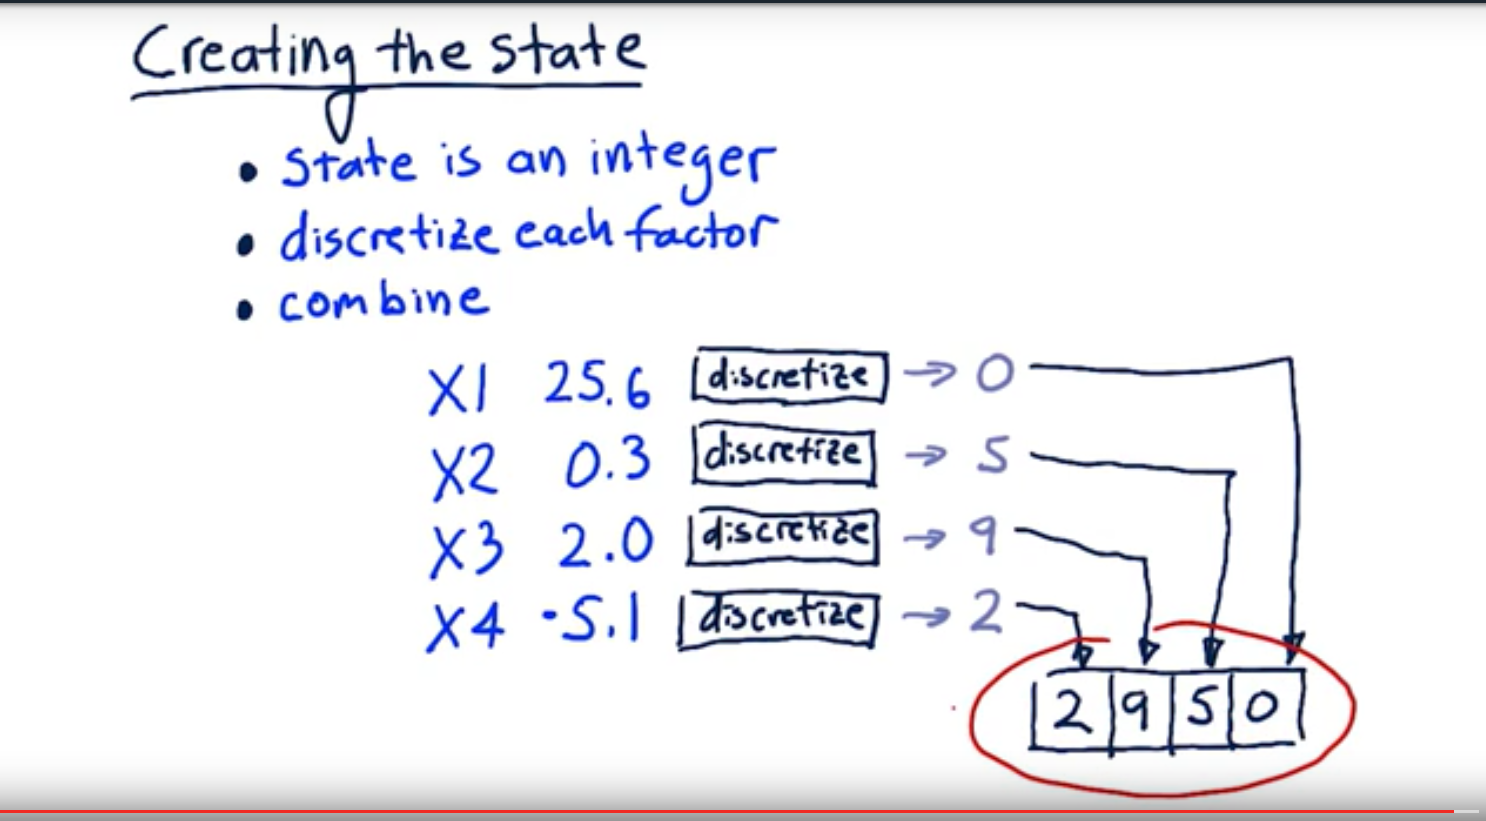 Creating the state
• state is an integer
• discretize each factor
• combine
X1 25.6 discretize → 0
X2 0.3 discretize → 5
X3 2.0 discretize → 9
X4 -5.1 discretize → 2
2 9 5 0